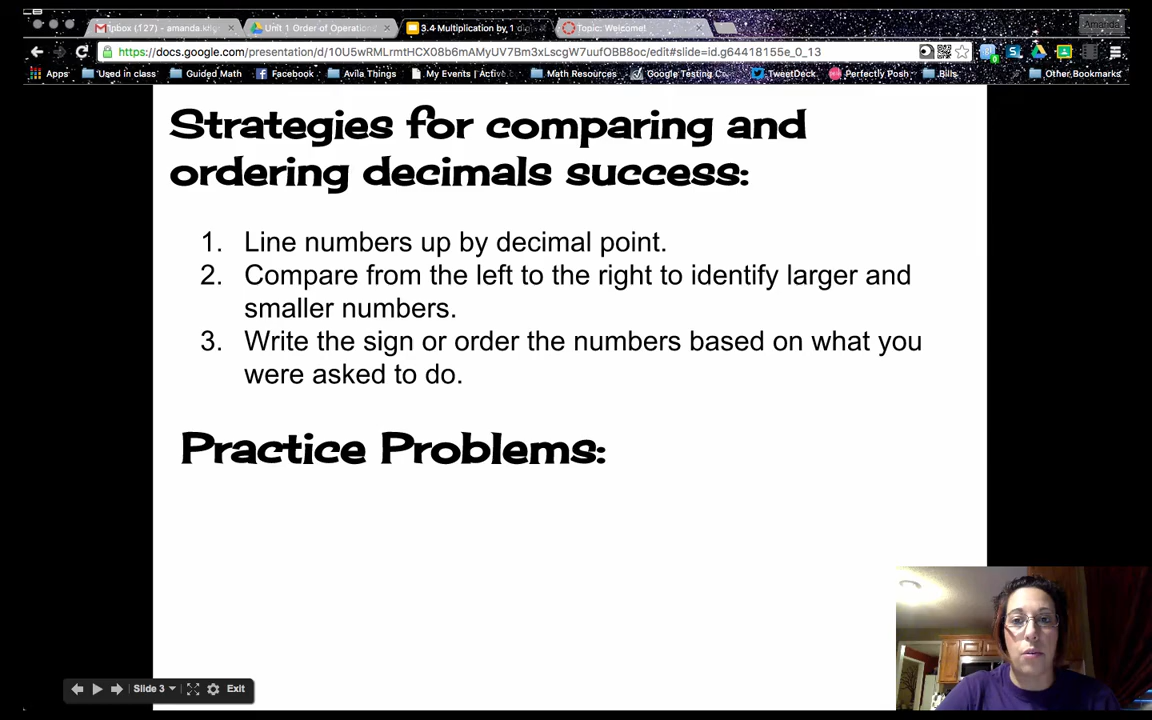 Inbox (127) - amanda.
Unit 1 Order of Operation
3.4 Multiplication by 1 d
Topic: Welcome!
Amanda
https://docs.google.com/presentation/d/10U5wRMLrmtHCX08b6mAMyUV7Bm3xLscgW7uufOBB8oc/edit#slide=id.g64418155e_0_13
Apps Used in class Guided Math Facebook Avila Things My Events | Active Math Resources Google Testing Ce TweetDeck Perfectly Posh Bills Other Bookmarks
Strategies for comparing and
ordering decimals success:
1. Line numbers up by decimal point.
2. Compare from the left to the right to identify larger and
smaller numbers.
3. Write the sign or order the numbers based on what you
were asked to do.
Practice Problems:
Slide 3 Exit